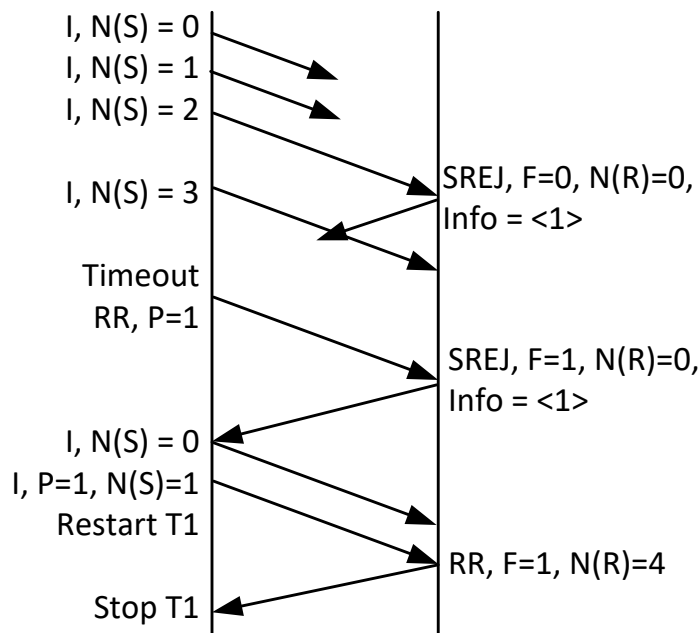 I, N(S) = 0
I, N(S) = 1
I, N(S) = 2
SREJ, F=0, N(R)=0,
Info = <1>
I, N(S) = 3
Timeout
RR, P=1
SREJ, F=1, N(R)=0,
Info = <1>
I, N(S) = 0
I, P=1, N(S)=1
Restart T1
RR, F=1, N(R)=4
Stop T1